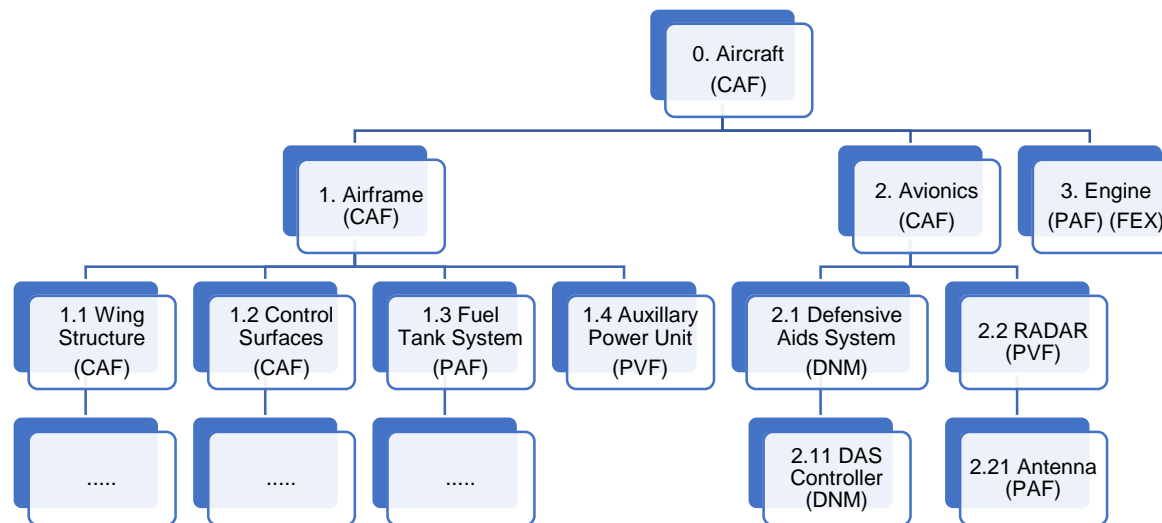 0. Aircraft
(CAF)
1. Airframe
(CAF)
2. Avionics
(CAF)
3. Engine
(PAF) (FEX)
1.1 Wing
Structure
(CAF)
1.2 Control
Surfaces
(CAF)
1.3 Fuel
Tank System
(PAF)
1.4 Auxillary
Power Unit
(PVF)
2.1 Defensive
Aids System
(DNM)
2.2 RADAR
(PVF)
.....
.....
.....
2.11 DAS
Controller
(DNM)
2.21 Antenna
(PAF)